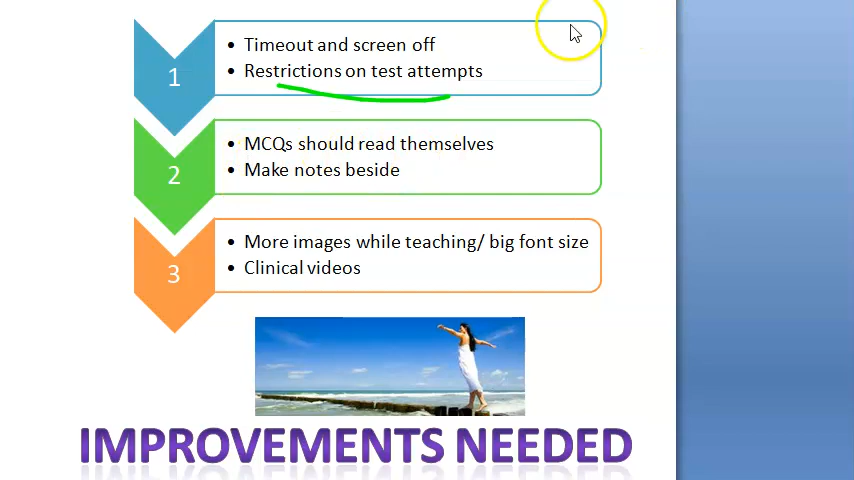 1
• Timeout and screen off
• Restrictions on test attempts
2
• MCQs should read themselves
• Make notes beside
3
• More images while teaching/ big font size
• Clinical videos
IMPROVEMENTS NEEDED